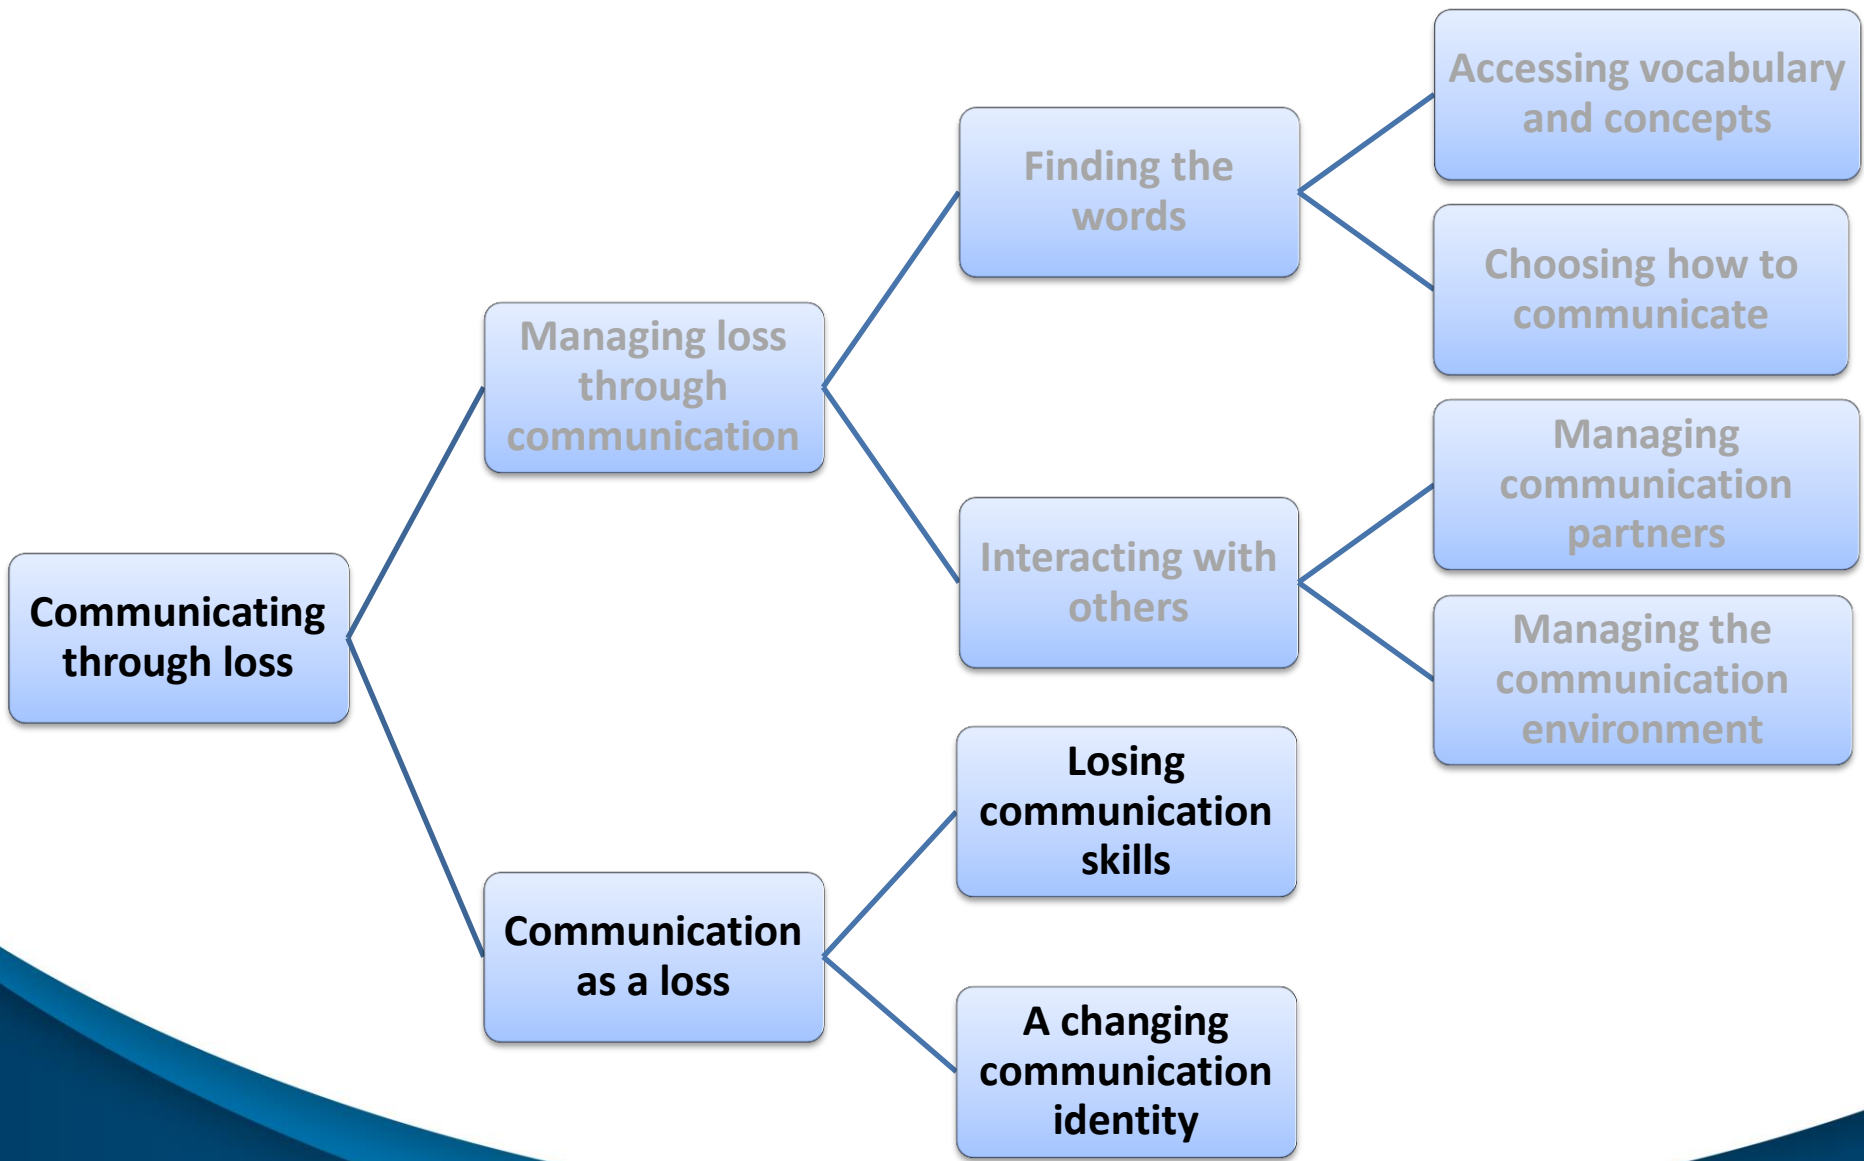 Communicating
through loss
Managing loss
through
communication
Finding the
words
Accessing vocabulary
and concepts
Choosing how to
communicate
Interacting with
others
Managing
communication
partners
Managing the
communication
environment
Communication
as a loss
Losing
communication
skills
A changing
communication
identity